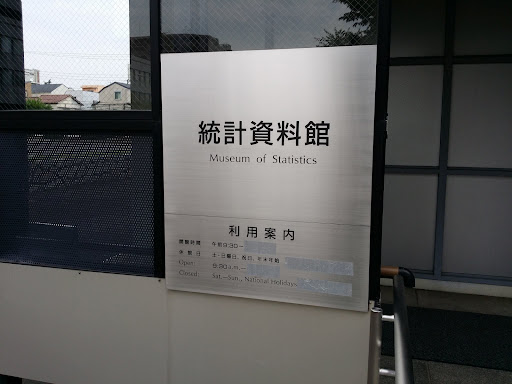 統計資料館
Museum of Statistics
利用案内
開館時間 午前9:30—
休館日 土・日曜日、祝日、年末年始
Open: 9:30a.m.—
Closed: Sat.—Sun., National Holidays